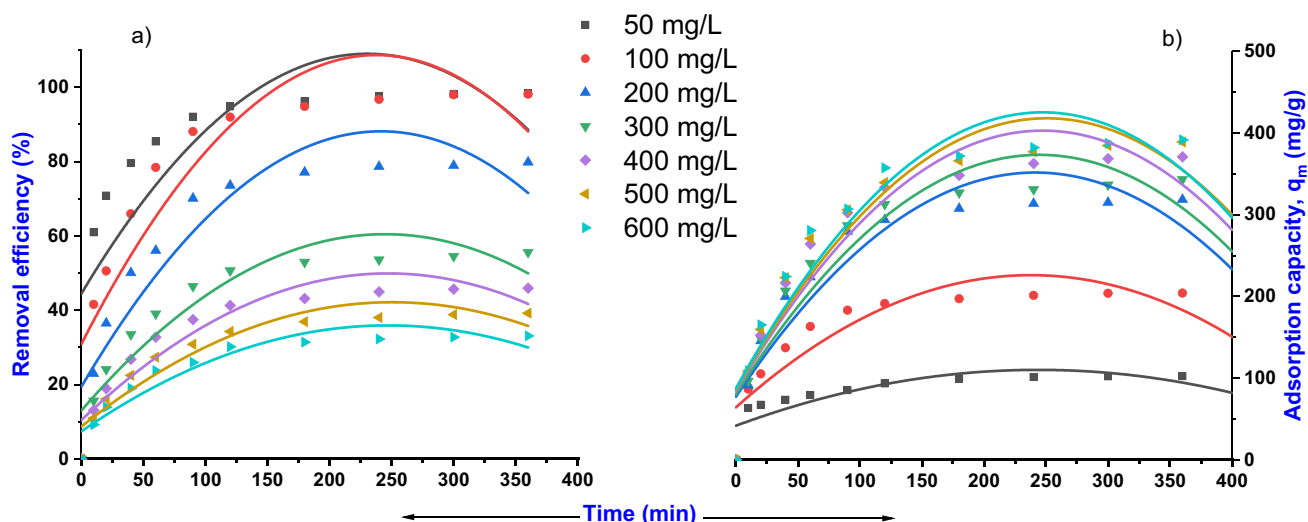 a)
100
80
60
40
20
0
Removal efficiency (%)
0 50 100 150 200 250 300 350 400
50 mg/L
100 mg/L
200 mg/L
300 mg/L
400 mg/L
500 mg/L
600 mg/L
b)
500
400
300
200
100
0
Adsorption capacity, qm (mg/g)
0 50 100 150 200 250 300 350 400
Time (min)